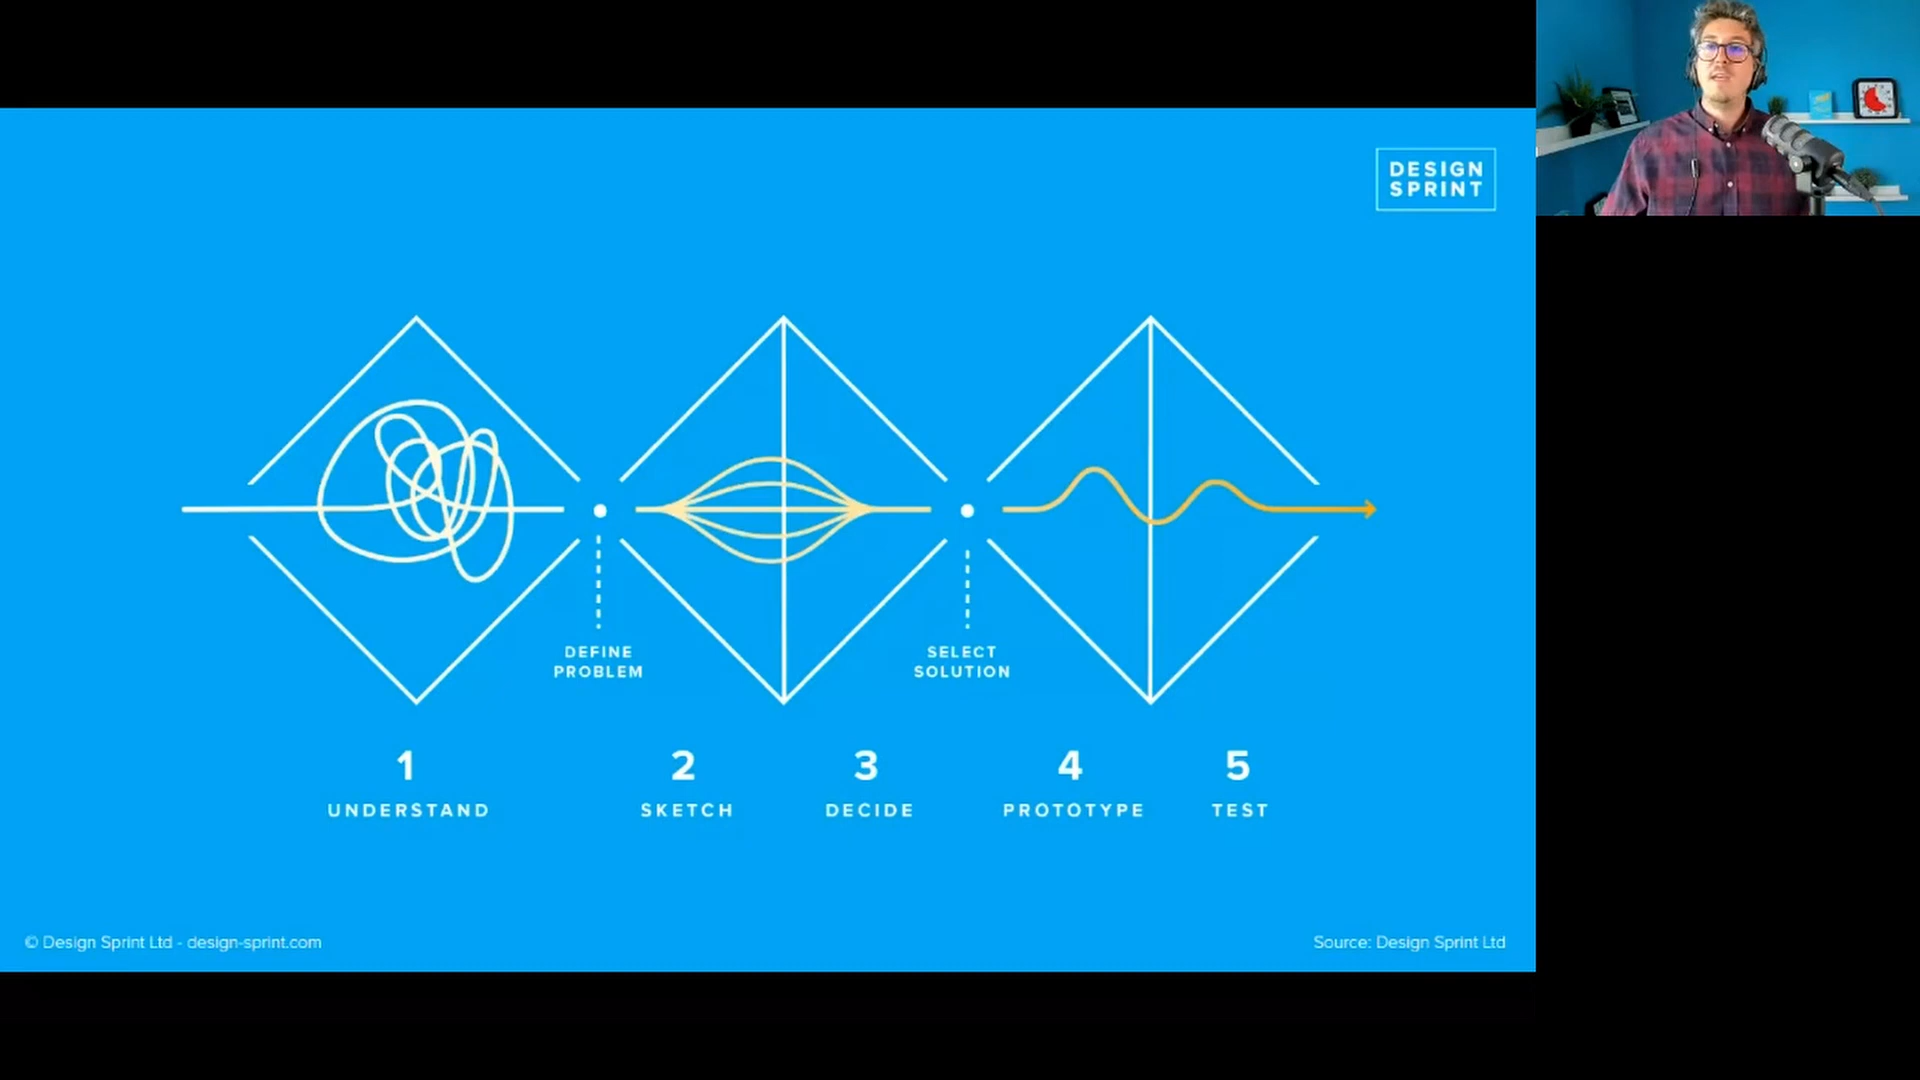 DESIGN
SPRINT
DEFINE
PROBLEM
SELECT
SOLUTION
1
2
3
4
5
UNDERSTAND
SKETCH
DECIDE
PROTOTYPE
TEST
© Design Sprint Ltd - design-sprint.com
Source: Design Sprint Ltd